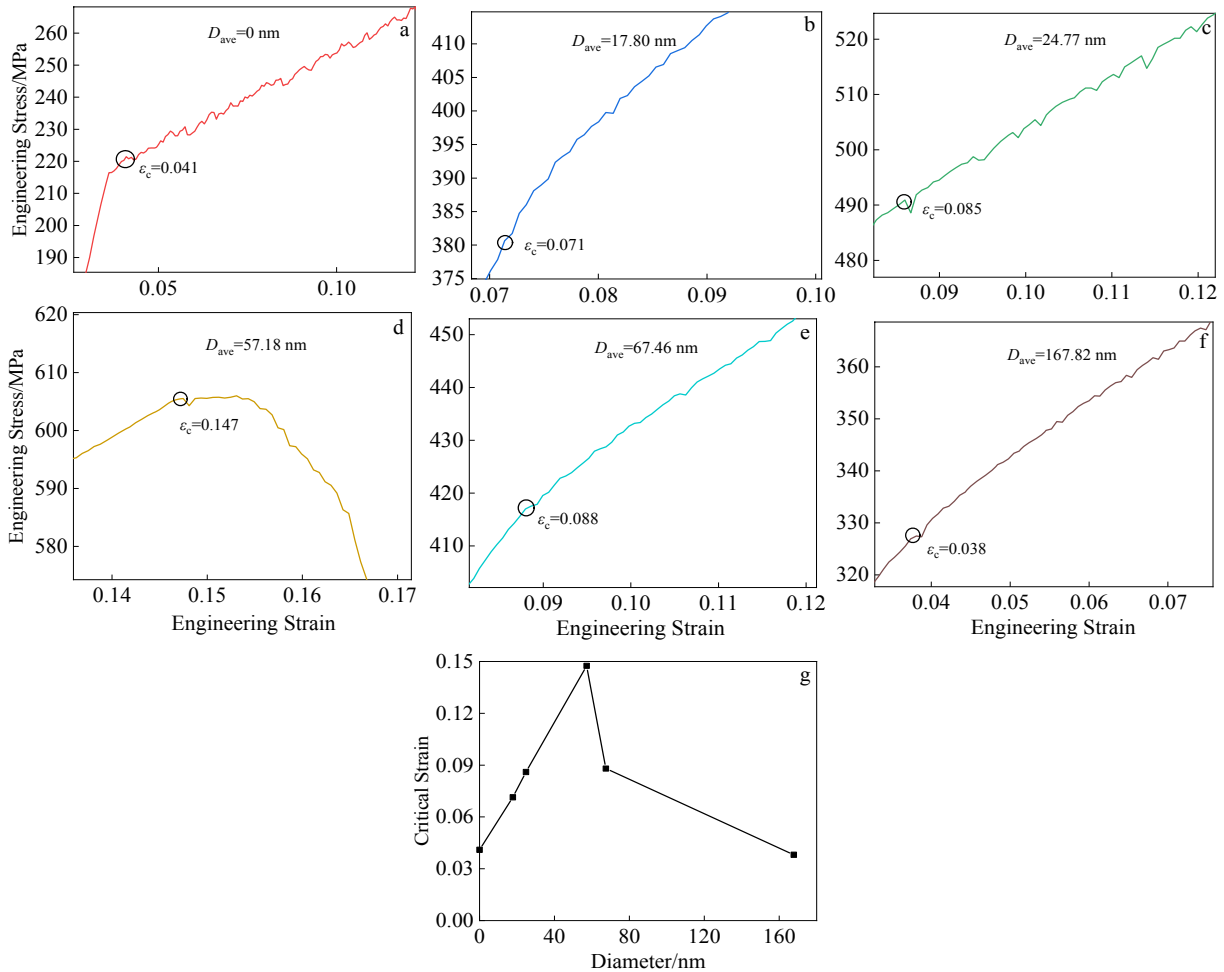 a
D_ave=0 nm
260
250
240
230
220
210
200
190
ε_c=0.041
0.05
0.10
Engineering Stress/MPa
b
D_ave=17.80 nm
410
405
400
395
390
385
380
375
ε_c=0.071
0.07
0.08
0.09
0.10
c
D_ave=24.77 nm
520
510
500
490
480
ε_c=0.085
0.09
0.10
0.11
0.12
d
D_ave=57.18 nm
620
610
600
590
580
ε_c=0.147
0.14
0.15
0.16
0.17
Engineering Stress/MPa
Engineering Strain
e
D_ave=67.46 nm
450
440
430
420
410
ε_c=0.088
0.09
0.10
0.11
0.12
Engineering Strain
f
D_ave=167.82 nm
360
350
340
330
320
ε_c=0.038
0.04
0.05
0.06
0.07
Engineering Strain
g
0.15
0.12
0.09
0.06
0.03
0.00
Critical Strain
0
40
80
120
160
Diameter/nm